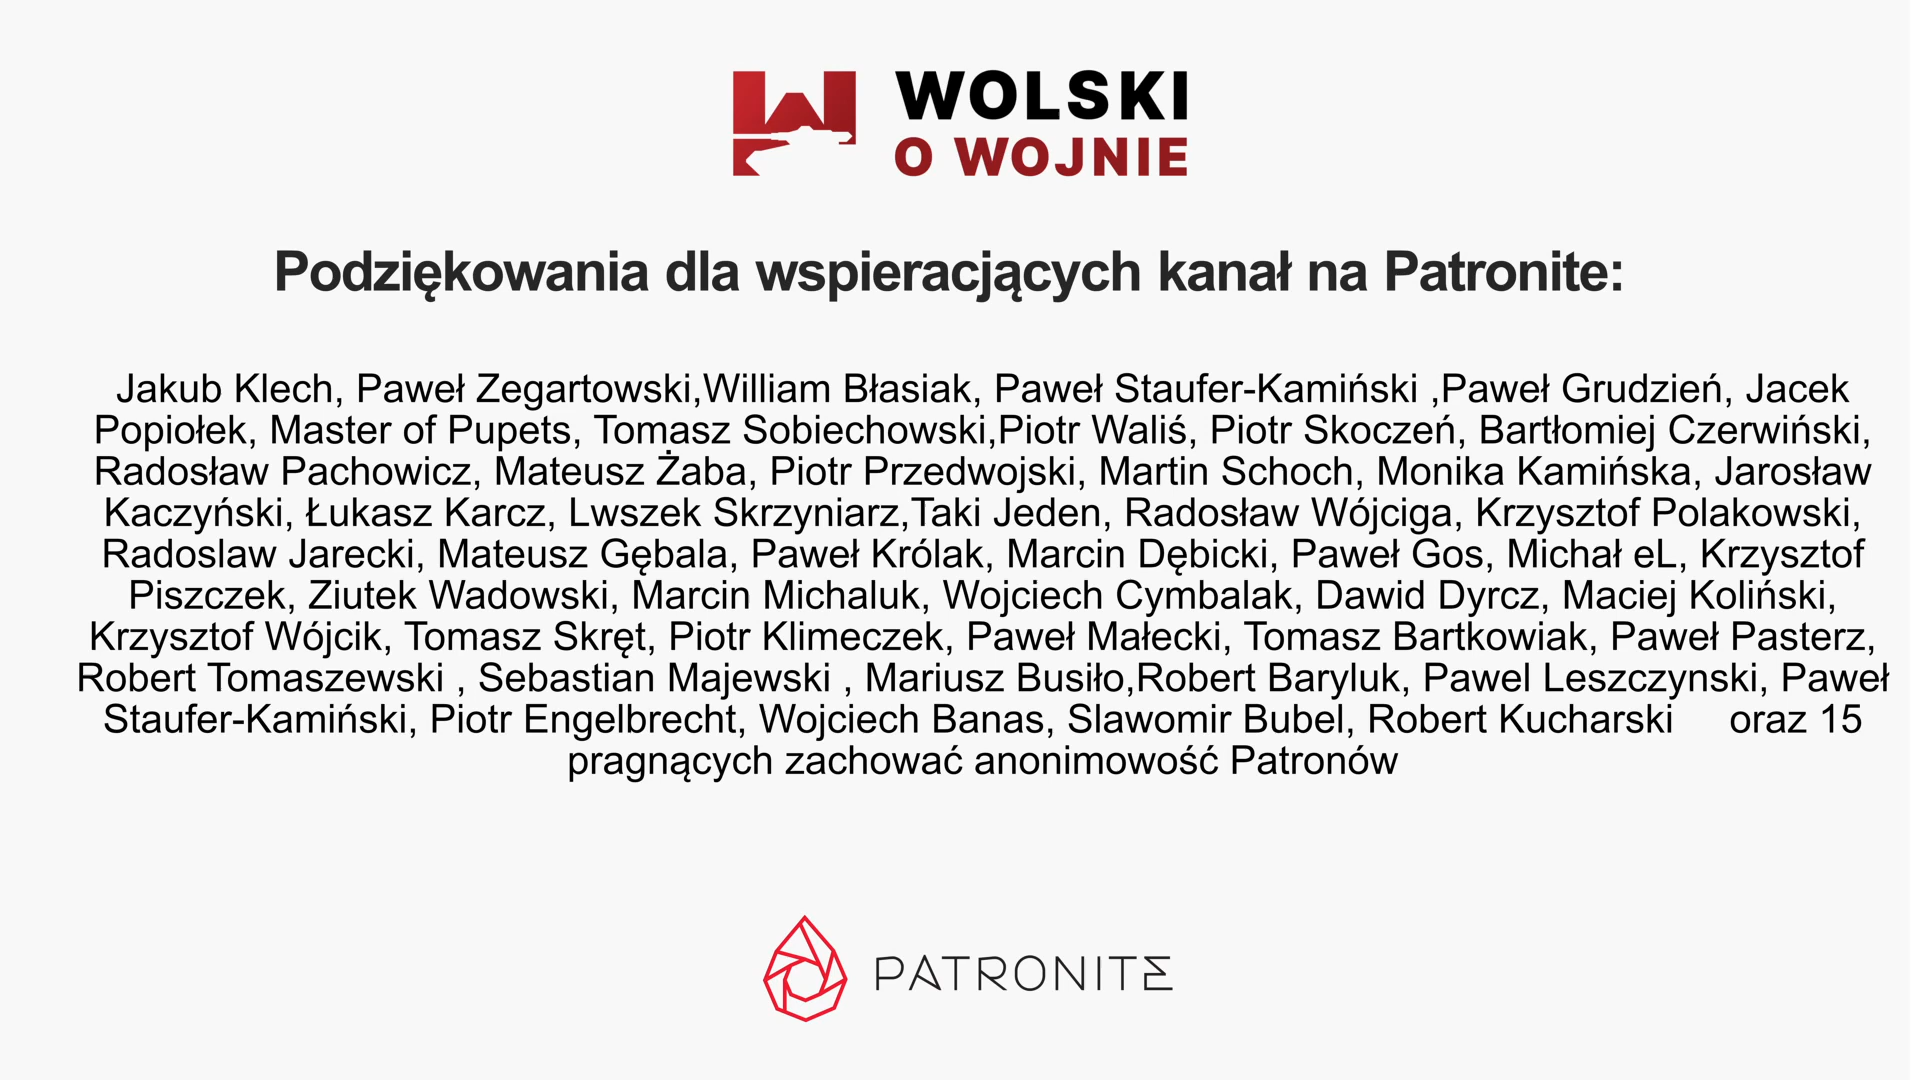 WOLSKI
O WOJNIE
Podziękowania dla wspieracjących kanał na Patronite:
Jakub Klech, Paweł Zegartowski,William Błasiak, Paweł Staufer-Kamiński ,Paweł Grudzień, Jacek
Popiołek, Master of Pupets, Tomasz Sobiechowski,Piotr Waliś, Piotr Skoczeń, Bartłomiej Czerwiński,
Radosław Pachowicz, Mateusz Żaba, Piotr Przedwojski, Martin Schoch, Monika Kamińska, Jarosław
Kaczyński, Łukasz Karcz, Lwszek Skrzyniarz,Taki Jeden, Radosław Wójciga, Krzysztof Polakowski,
Radoslaw Jarecki, Mateusz Gębala, Paweł Królak, Marcin Dębicki, Paweł Gos, Michał eL, Krzysztof
Piszczek, Ziutek Wadowski, Marcin Michaluk, Wojciech Cymbalak, Dawid Dyrcz, Maciej Koliński,
Krzysztof Wójcik, Tomasz Skręt, Piotr Klimeczek, Paweł Małecki, Tomasz Bartkowiak, Paweł Pasterz,
Robert Tomaszewski , Sebastian Majewski , Mariusz Busiło,Robert Baryluk, Pawel Leszczynski, Paweł
Staufer-Kamiński, Piotr Engelbrecht, Wojciech Banas, Slawomir Bubel, Robert Kucharski oraz 15
pragnących zachować anonimowość Patronów
PATRONITE